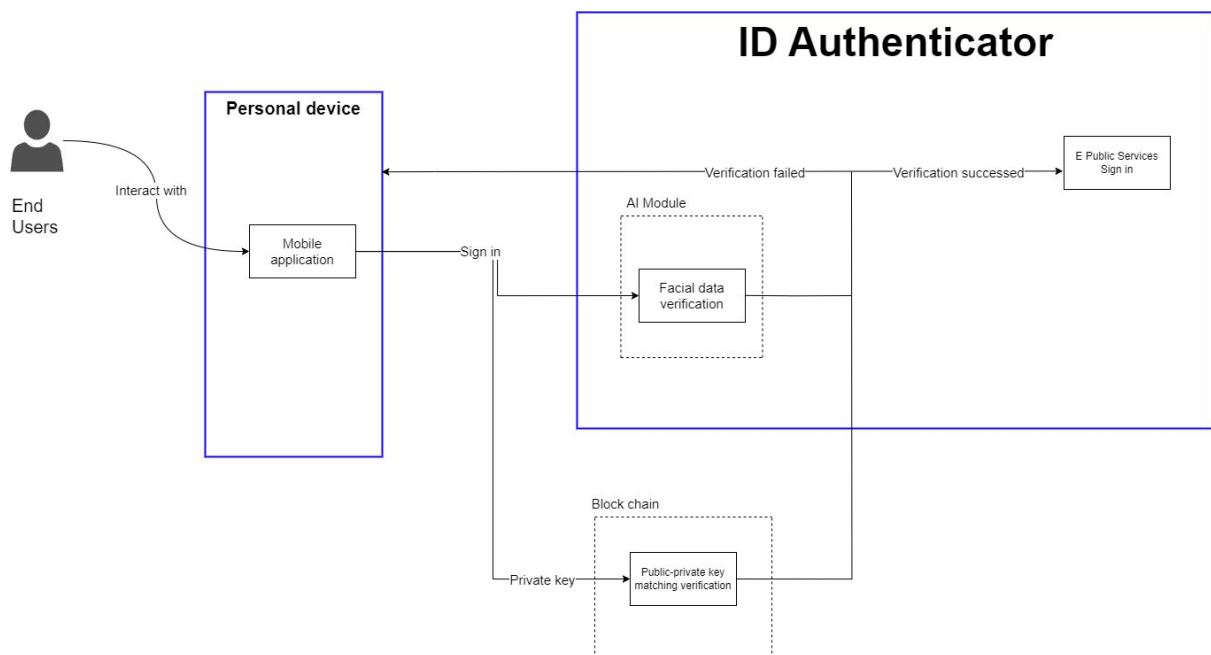 ID Authenticator
Personal device
End
Users
Interact with
Mobile
application
Sign in
Verification failed
Verification successed
E Public Services
Sign in
AI Module
Facial data
verification
Block chain
Private key
Public-private key
matching verification